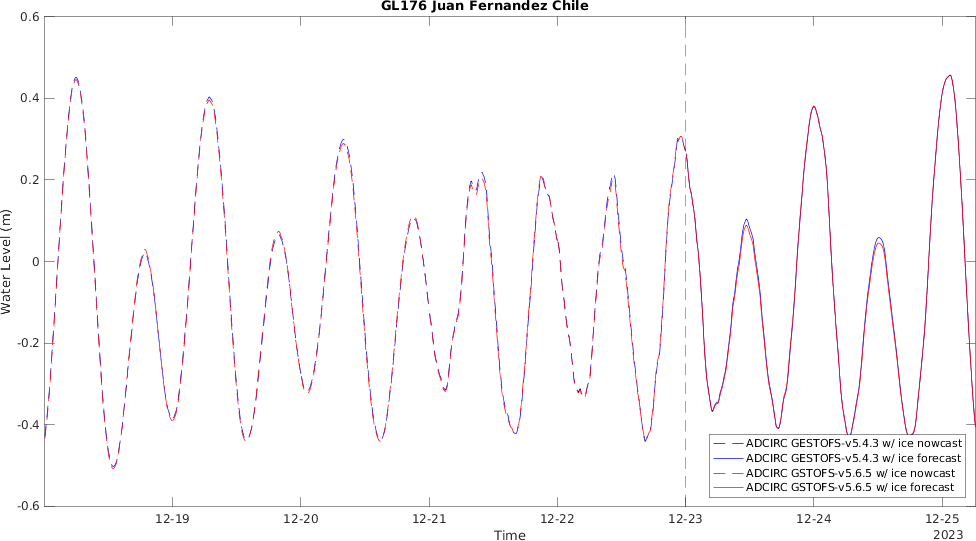 GL176 Juan Fernandez Chile
0.6
0.4
0.2
0
-0.2
-0.4
-0.6
Water Level (m)
ADCIRC GESTOFS-v5.4.3 w/ ice nowcast
ADCIRC GESTOFS-v5.4.3 w/ ice forecast
ADCIRC GSTOFS-v5.6.5 w/ ice nowcast
ADCIRC GSTOFS-v5.6.5 w/ ice forecast
12-19 12-20 12-21 12-22 12-23 12-24 12-25
Time 2023